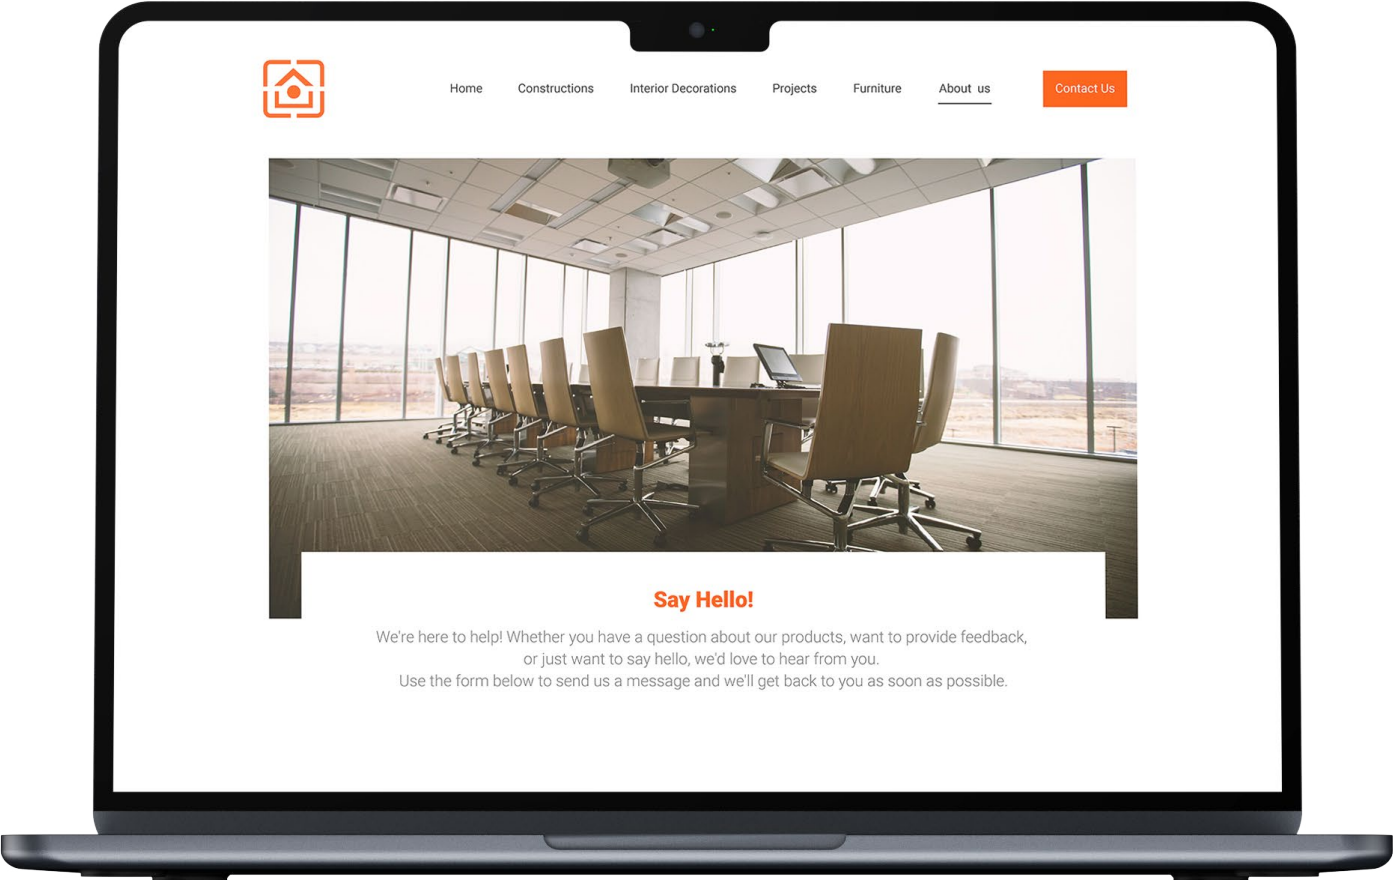 Home Constructions Interior Decorations Projects Furniture About us Contact Us
Say Hello!
We're here to help! Whether you have a question about our products, want to provide feedback,
or just want to say hello, we'd love to hear from you.
Use the form below to send us a message and we'll get back to you as soon as possible.